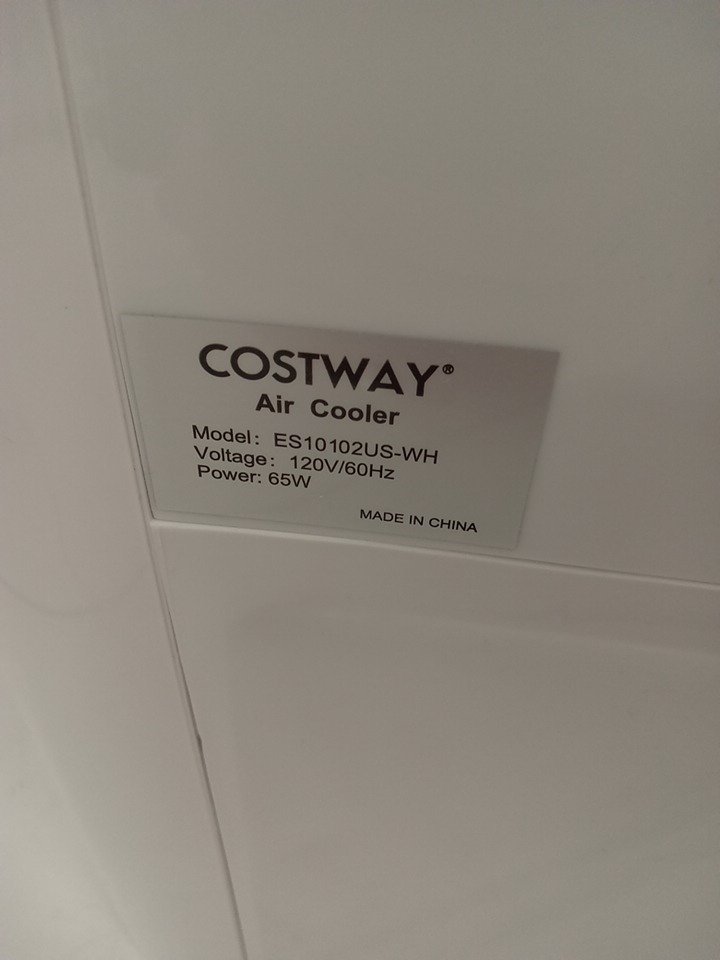 COSTWAY®
Air Cooler
Model: ES10102US-WH
Voltage: 120V/60Hz
Power: 65W
MADE IN CHINA